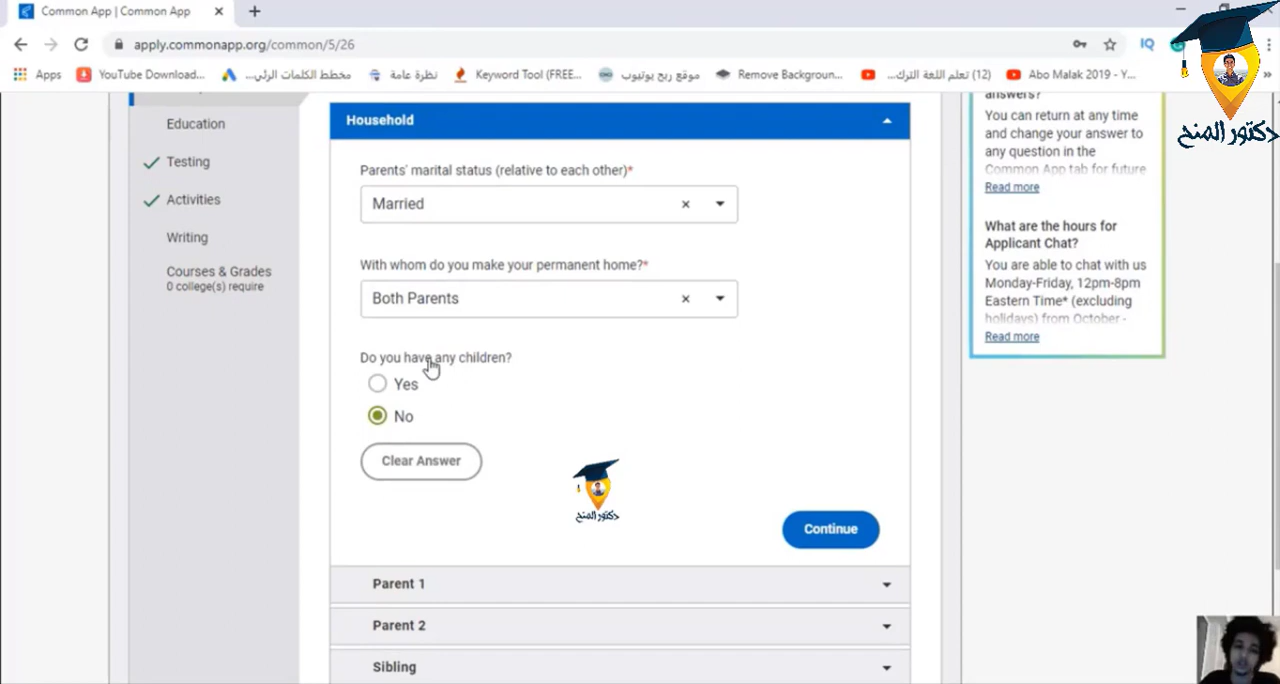 Common App | Common App
apply.commonapp.org/common/5/26
IQ
Apps
YouTube Download...
مخطط الكلمات الرئي...
نظرة عامة
Keyword Tool (FREE...
موقع ربح يوتيوب
Remove Backgroun...
(12) تعلم اللغة الترك...
Abo Malak 2019 - Y...
دكتور المنح
Education
Testing
Activities
Writing
Courses & Grades
0 college(s) require
Household
Parents' marital status (relative to each other)*
Married
With whom do you make your permanent home?*
Both Parents
Do you have any children?
Yes
No
Clear Answer
دكتور المنح
Continue
Parent 1
Parent 2
Sibling
answers?
You can return at any time
and change your answer to
any question in the
Common App tab for future
Read more
What are the hours for
Applicant Chat?
You are able to chat with us
Monday-Friday, 12pm-8pm
Eastern Time* (excluding
holidays) from October -
Read more